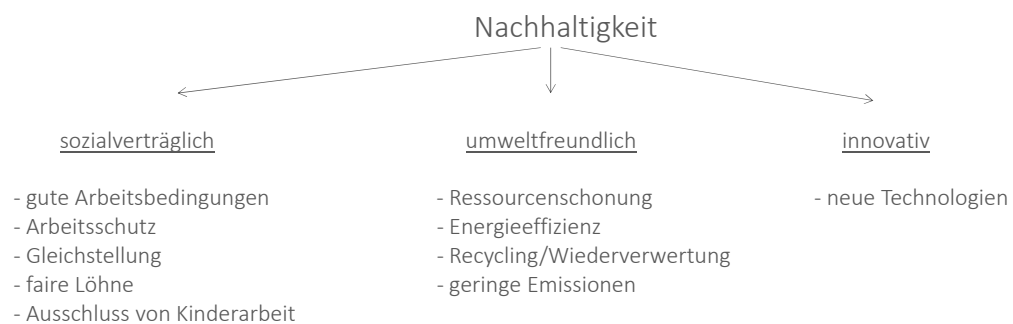 Nachhaltigkeit
sozialverträglich
- gute Arbeitsbedingungen
- Arbeitsschutz
- Gleichstellung
- faire Löhne
- Ausschluss von Kinderarbeit
umweltfreundlich
- Ressourcenschonung
- Energieeffizienz
- Recycling/Wiederverwertung
- geringe Emissionen
innovativ
- neue Technologien